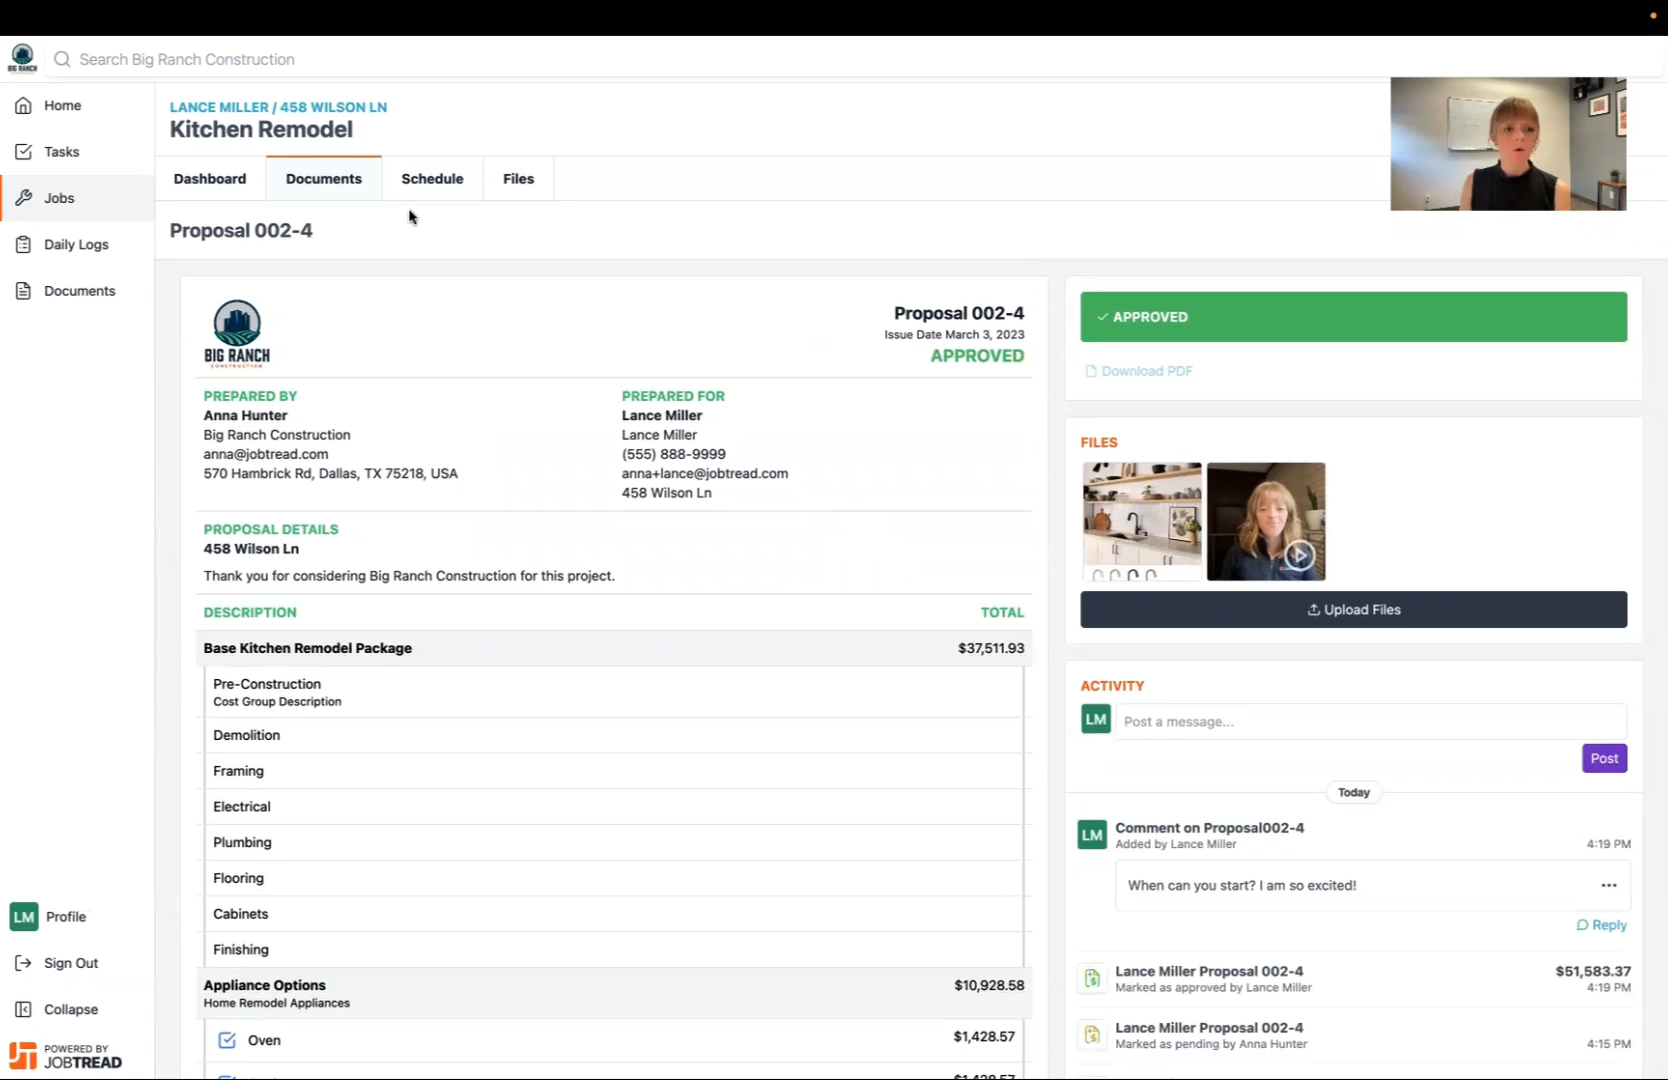 BIG RANCH
Search Big Ranch Construction
Home
Tasks
Jobs
Daily Logs
Documents
LM Profile
Sign Out
Collapse
POWERED BY
JOBTREAD
LANCE MILLER / 458 WILSON LN
Kitchen Remodel
Dashboard Documents Schedule Files
Proposal 002-4
BIG RANCH
CONSTRUCTION
Proposal 002-4
Issue Date March 3, 2023
APPROVED
PREPARED BY
Anna Hunter
Big Ranch Construction
anna@jobtread.com
570 Hambrick Rd, Dallas, TX 75218, USA
PREPARED FOR
Lance Miller
Lance Miller
(555) 888-9999
anna+lance@jobtread.com
458 Wilson Ln
PROPOSAL DETAILS
458 Wilson Ln
Thank you for considering Big Ranch Construction for this project.
DESCRIPTION TOTAL
Base Kitchen Remodel Package $37,511.93
Pre-Construction
Cost Group Description
Demolition
Framing
Electrical
Plumbing
Flooring
Cabinets
Finishing
Appliance Options $10,928.58
Home Remodel Appliances
Oven $1,428.57
$1,428.57
APPROVED
Download PDF
FILES
Upload Files
ACTIVITY
LM Post a message...
Post
Today
LM Comment on Proposal002-4
Added by Lance Miller 4:19 PM
When can you start? I am so excited! •••
Reply
Lance Miller Proposal 002-4 $51,583.37
Marked as approved by Lance Miller 4:19 PM
Lance Miller Proposal 002-4
Marked as pending by Anna Hunter 4:15 PM